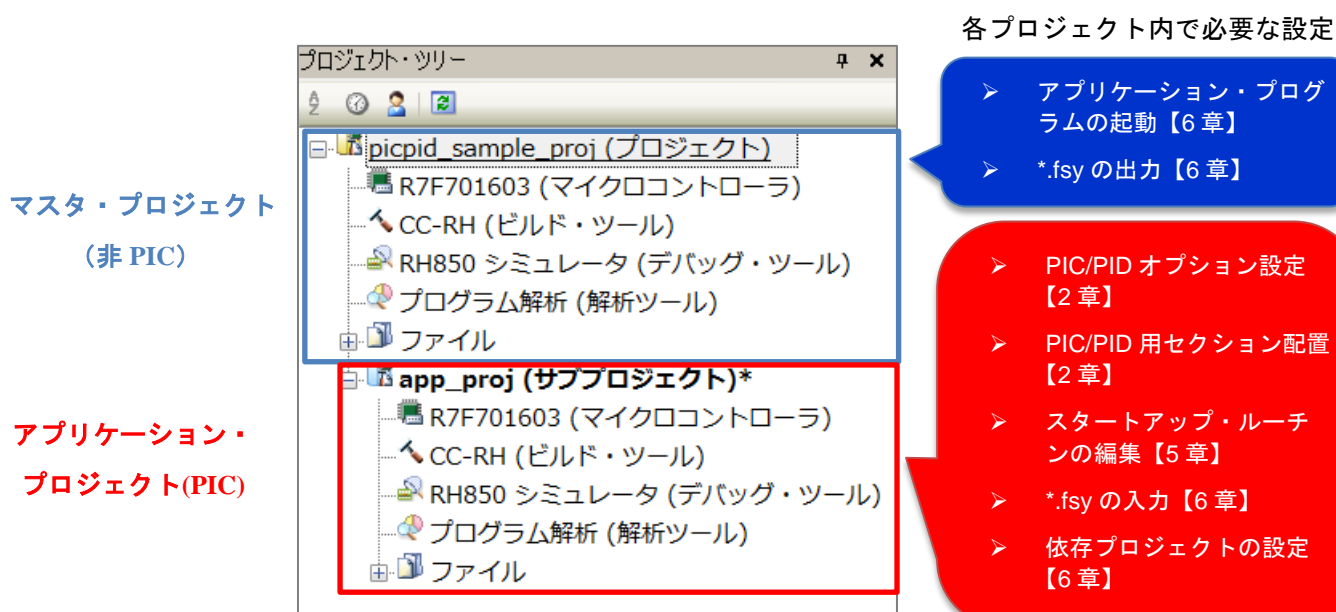 各プロジェクト内で必要な設定
プロジェクト・ツリー
マスタ・プロジェクト
（非 PIC）
picpid_sample_proj (プロジェクト)
R7F701603 (マイクロコントローラ)
CC-RH (ビルド・ツール)
RH850 シミュレータ (デバッグ・ツール)
プログラム解析 (解析ツール)
ファイル
➢ アプリケーション・プログ
ラムの起動【6 章】
➢ *.fsy の出力【6 章】
アプリケーション・
プロジェクト(PIC)
app_proj (サブプロジェクト)*
R7F701603 (マイクロコントローラ)
CC-RH (ビルド・ツール)
RH850 シミュレータ (デバッグ・ツール)
プログラム解析 (解析ツール)
ファイル
➢ PIC/PID オプション設定
【2 章】
➢ PIC/PID 用セクション配置
【2 章】
➢ スタートアップ・ルーチ
ンの編集【5 章】
➢ *.fsy の入力【6 章】
➢ 依存プロジェクトの設定
【6 章】